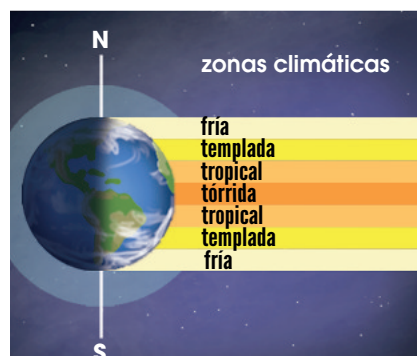 N
zonas climáticas
fría
templada
tropical
tórrida
tropical
templada
fría
S